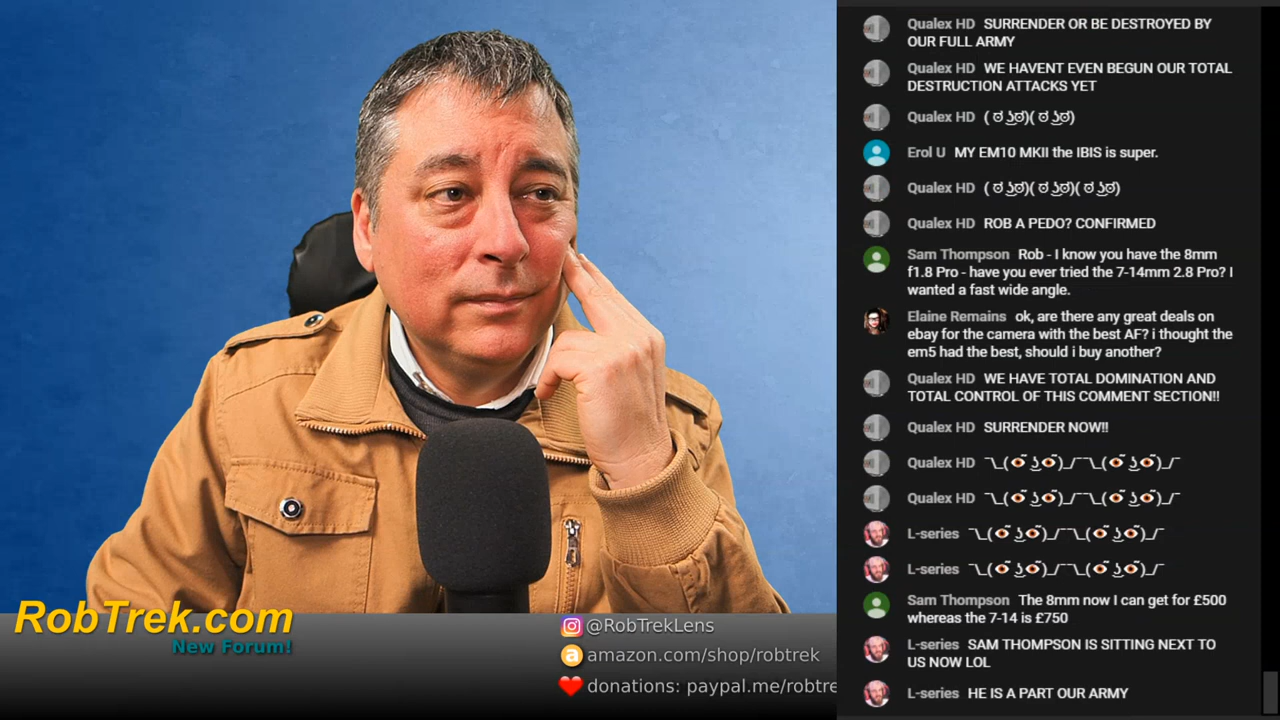 Qualex HD SURRENDER OR BE DESTROYED BY
OUR FULL ARMY
Qualex HD WE HAVENT EVEN BEGUN OUR TOTAL
DESTRUCTION ATTACKS YET
Qualex HD ( ಠ ͜ʖಠ)( ಠ ͜ʖಠ)
Erol U MY EM10 MKII the IBIS is super.
Qualex HD ( ಠ ͜ʖಠ)( ಠ ͜ʖಠ)( ಠ ͜ʖಠ)
Qualex HD ROB A PEDO? CONFIRMED
Sam Thompson Rob - I know you have the 8mm
f1.8 Pro - have you ever tried the 7-14mm 2.8 Pro? I
wanted a fast wide angle.
Elaine Remains ok, are there any great deals on
ebay for the camera with the best AF? i thought the
em5 had the best, should i buy another?
Qualex HD WE HAVE TOTAL DOMINATION AND
TOTAL CONTROL OF THIS COMMENT SECTION!!
Qualex HD SURRENDER NOW!!
Qualex HD ¯\_(👁 ͜ʖ👁)_/¯¯\_(👁 ͜ʖ👁)_/¯
Qualex HD ¯\_(👁 ͜ʖ👁)_/¯¯\_(👁 ͜ʖ👁)_/¯
L-series ¯\_(👁 ͜ʖ👁)_/¯¯\_(👁 ͜ʖ👁)_/¯
L-series ¯\_(👁 ͜ʖ👁)_/¯¯\_(👁 ͜ʖ👁)_/¯
Sam Thompson The 8mm now I can get for £500
whereas the 7-14 is £750
L-series SAM THOMPSON IS SITTING NEXT TO
US NOW LOL
L-series HE IS A PART OUR ARMY
RobTrek.com
New Forum!
@RobTrekLens
amazon.com/shop/robtrek
donations: paypal.me/robtre